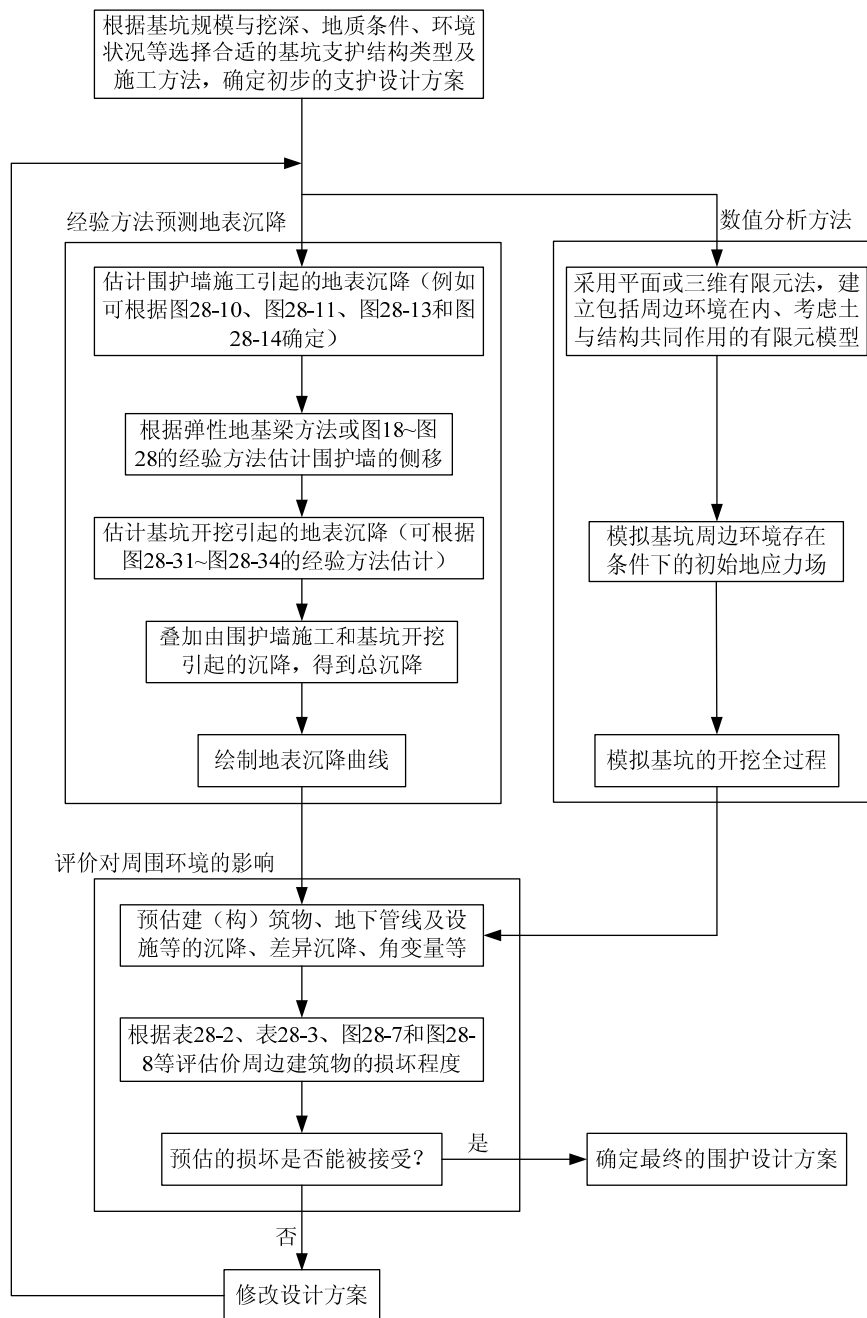 根据基坑规模与挖深、地质条件、环境
状况等选择合适的基坑支护结构类型及
施工方法，确定初步的支护设计方案
经验方法预测地表沉降
估计围护墙施工引起的地表沉降（例如
可根据图28-10、图28-11、图28-13和图
28-14确定）
根据弹性地基梁方法或图18~图
28的经验方法估计围护墙的侧移
估计基坑开挖引起的地表沉降（可根据
图28-31~图28-34的经验方法估计）
叠加由围护墙施工和基坑开挖
引起的沉降，得到总沉降
绘制地表沉降曲线
数值分析方法
采用平面或三维有限元法，建
立包括周边环境在内、考虑土
与结构共同作用的有限元模型
模拟基坑周边环境存在
条件下的初始地应力场
模拟基坑的开挖全过程
评价对周围环境的影响
预估建（构）筑物、地下管线及设
施等的沉降、差异沉降、角变量等
根据表28-2、表28-3、图28-7和图28-
8等评估价周边建筑物的损坏程度
预估的损坏是否能被接受？
是
确定最终的围护设计方案
否
修改设计方案